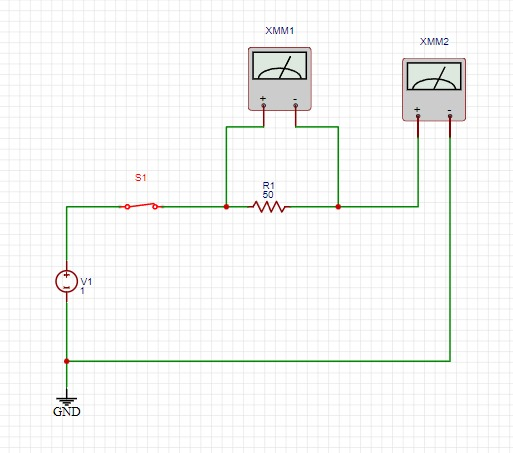 XMM1
XMM2
+ -
+ -
S1
R1
50
V1
1
GND